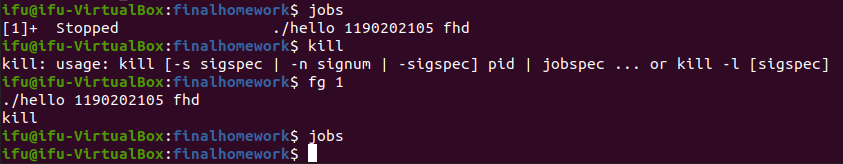 ifu@ifu-VirtualBox:finalhomework$ jobs
[1]+  Stopped                 ./hello 1190202105 fhd
ifu@ifu-VirtualBox:finalhomework$ kill
kill: usage: kill [-s sigspec | -n signum | -sigspec] pid | jobspec ... or kill -l [sigspec]
ifu@ifu-VirtualBox:finalhomework$ fg 1
./hello 1190202105 fhd
kill
ifu@ifu-VirtualBox:finalhomework$ jobs
ifu@ifu-VirtualBox:finalhomework$